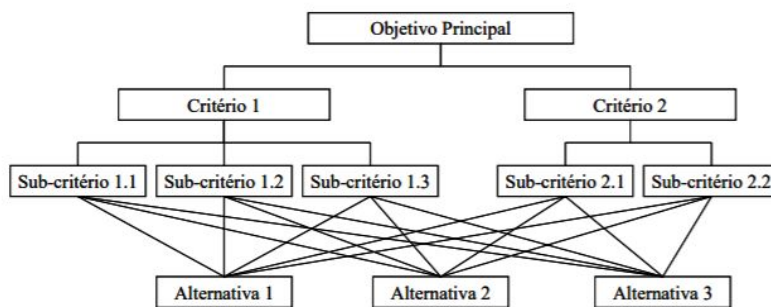 Objetivo Principal
Critério 1
Critério 2
Sub-critério 1.1
Sub-critério 1.2
Sub-critério 1.3
Sub-critério 2.1
Sub-critério 2.2
Alternativa 1
Alternativa 2
Alternativa 3